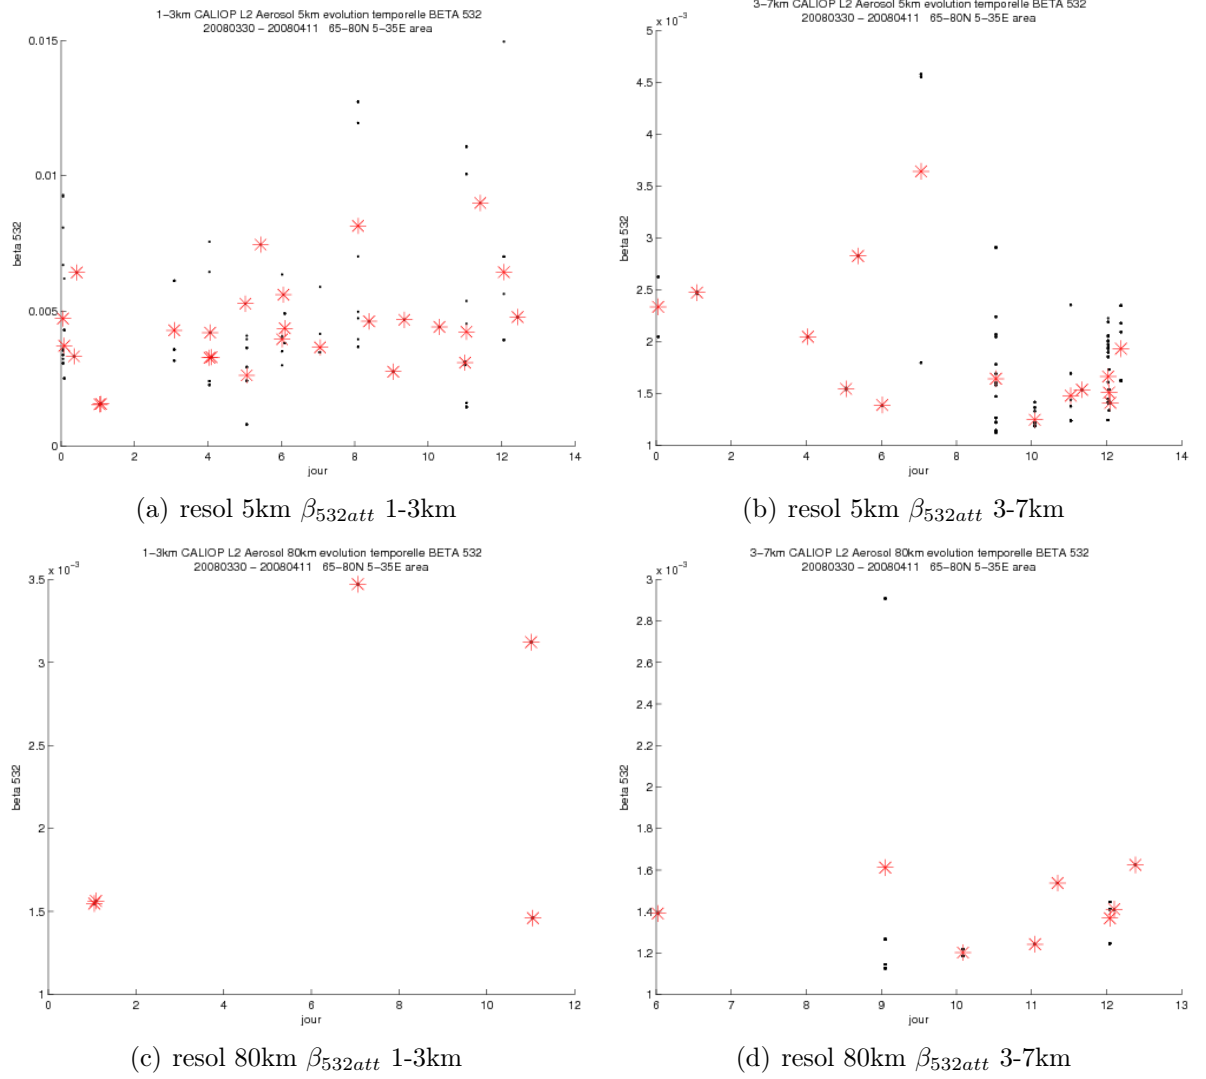 1-3km CALIOP L2 Aerosol 5km evolution temporelle BETA 532
20080330 - 20080411 65-80N 5-35E area
0.015
0.01
0.005
0
beta 532
0 2 4 6 8 10 12 14
jour
(a) resol 5km β532att 1-3km
3-7km CALIOP L2 Aerosol 5km evolution temporelle BETA 532
20080330 - 20080411 65-80N 5-35E area
x 10^-3
5
4.5
4
3.5
3
2.5
2
1.5
1
beta 532
0 2 4 6 8 10 12 14
jour
(b) resol 5km β532att 3-7km
1-3km CALIOP L2 Aerosol 80km evolution temporelle BETA 532
20080330 - 20080411 65-80N 5-35E area
x 10^-3
3.5
3
2.5
2
1.5
1
beta 532
0 2 4 6 8 10 12
jour
(c) resol 80km β532att 1-3km
3-7km CALIOP L2 Aerosol 80km evolution temporelle BETA 532
20080330 - 20080411 65-80N 5-35E area
x 10^-3
3
2.8
2.6
2.4
2.2
2
1.8
1.6
1.4
1.2
1
beta 532
6 7 8 9 10 11 12 13
jour
(d) resol 80km β532att 3-7km